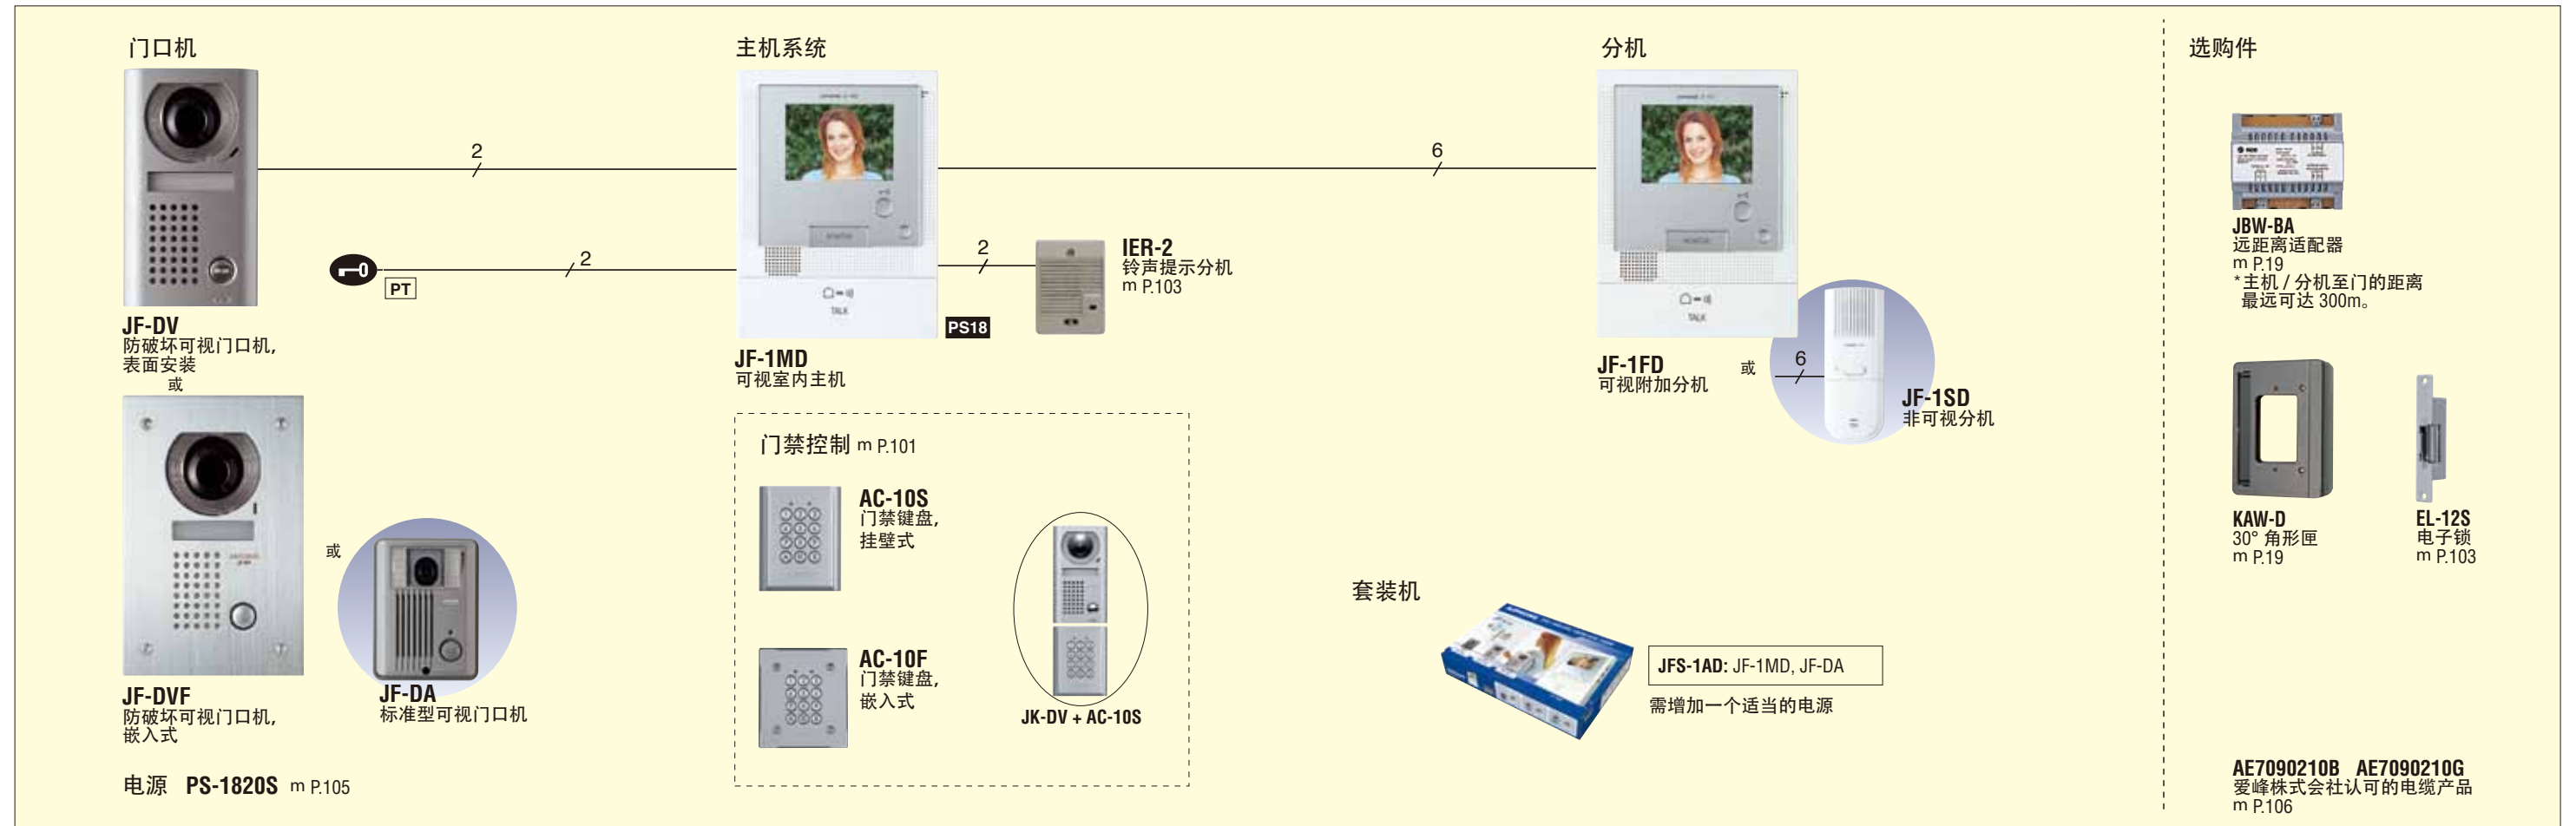 门口机
JF-DV
防破坏可视门口机,
表面安装
或
JF-DVF
防破坏可视门口机,
嵌入式
或
JF-DA
标准型可视门口机
电源 PS-1820S m P.105
2
2
PT
主机系统
TALK
PS18
JF-1MD
可视室内主机
2
IER-2
铃声提示分机
m P.103
6
门禁控制 m P.101
AC-10S
门禁键盘,
挂壁式
AC-10F
门禁键盘,
嵌入式
JK-DV + AC-10S
分机
TALK
JF-1FD
可视附加分机
或
6
JF-1SD
非可视分机
套装机
JFS-1AD: JF-1MD, JF-DA
需增加一个适当的电源
选购件
JBW-BA
远距离适配器
m P.19
*主机 / 分机至门的距离
最远可达 300m。
KAW-D
30° 角形匣
m P.19
EL-12S
电子锁
m P.103
AE7090210B AE7090210G
爱峰株式会社认可的电缆产品
m P.106